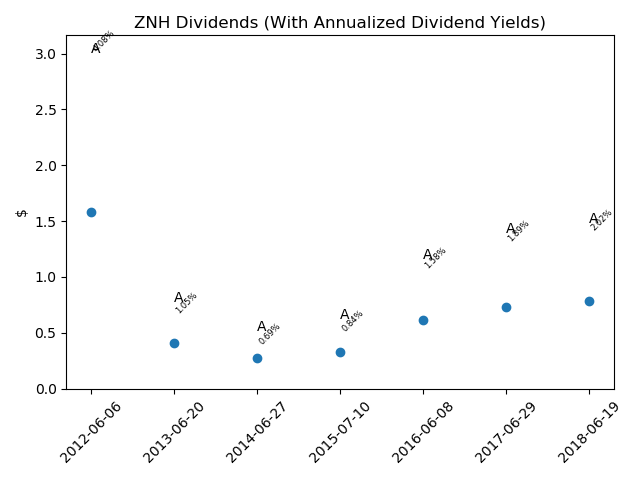 ZNH Dividends (With Annualized Dividend Yields)
$
3.0
2.5
2.0
1.5
1.0
0.5
0.0
A
A
1.05%
A
0.69%
A
0.84%
A
1.58%
A
1.89%
A
2.02%
2012-06-06
2013-06-20
2014-06-27
2015-07-10
2016-06-08
2017-06-29
2018-06-19